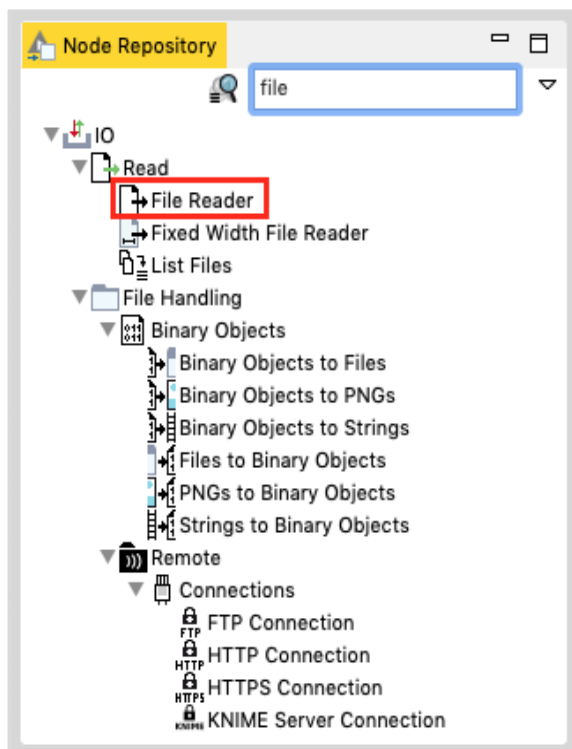 Node Repository
file
IO
Read
File Reader
Fixed Width File Reader
List Files
File Handling
Binary Objects
Binary Objects to Files
Binary Objects to PNGs
Binary Objects to Strings
Files to Binary Objects
PNGs to Binary Objects
Strings to Binary Objects
Remote
Connections
FTP FTP Connection
HTTP HTTP Connection
HTTPS HTTPS Connection
KNIME KNIME Server Connection